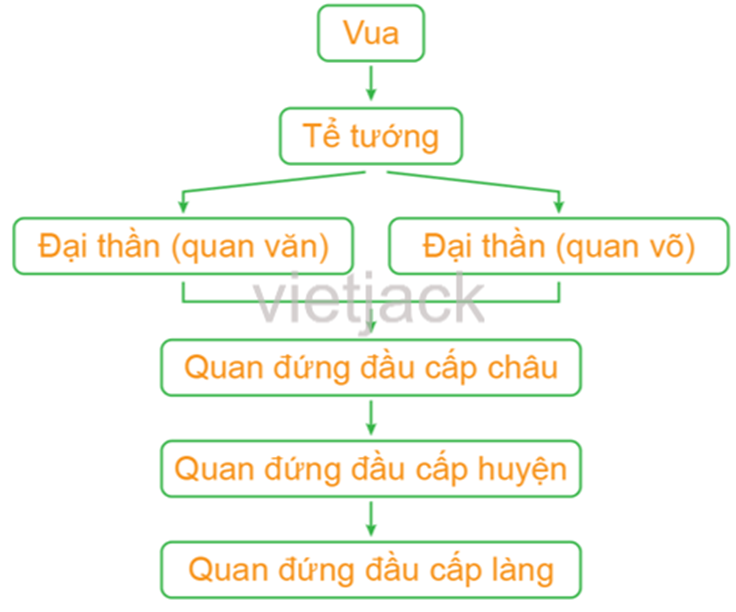 Vua
Tể tướng
Đại thần (quan văn)
Đại thần (quan võ)
vietjack
Quan đứng đầu cấp châu
Quan đứng đầu cấp huyện
Quan đứng đầu cấp làng